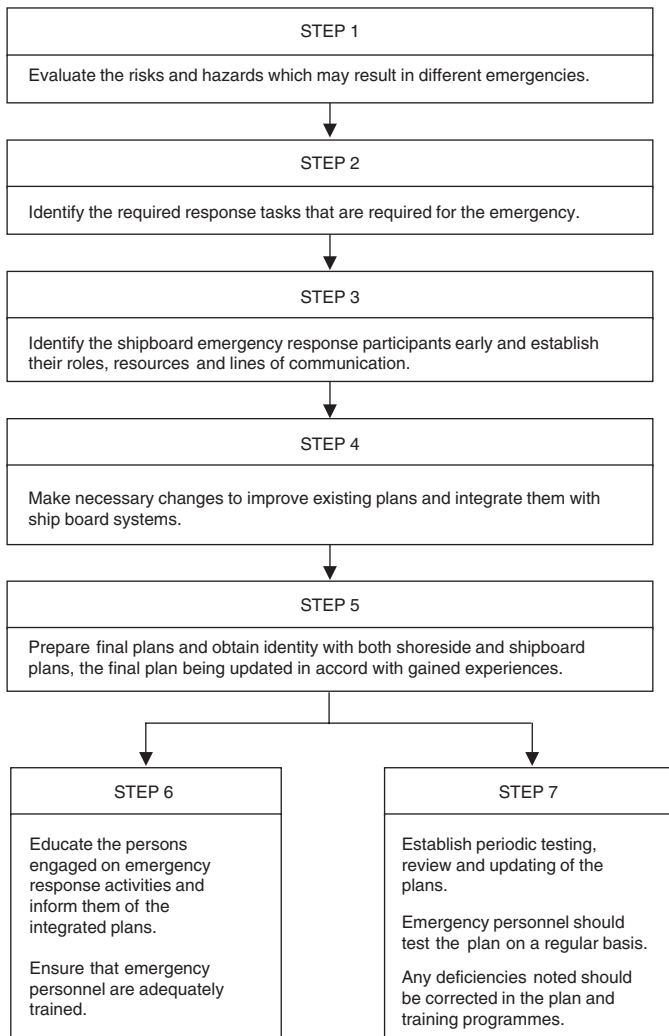 STEP 1
Evaluate the risks and hazards which may result in different emergencies.
STEP 2
Identify the required response tasks that are required for the emergency.
STEP 3
Identify the shipboard emergency response participants early and establish
their roles, resources and lines of communication.
STEP 4
Make necessary changes to improve existing plans and integrate them with
ship board systems.
STEP 5
Prepare final plans and obtain identity with both shoreside and shipboard
plans, the final plan being updated in accord with gained experiences.
STEP 6
Educate the persons
engaged on emergency
response activities and
inform them of the
integrated plans.
Ensure that emergency
personnel are adequately
trained.
STEP 7
Establish periodic testing,
review and updating of the
plans.
Emergency personnel should
test the plan on a regular basis.
Any deficiencies noted should
be corrected in the plan and
training programmes.